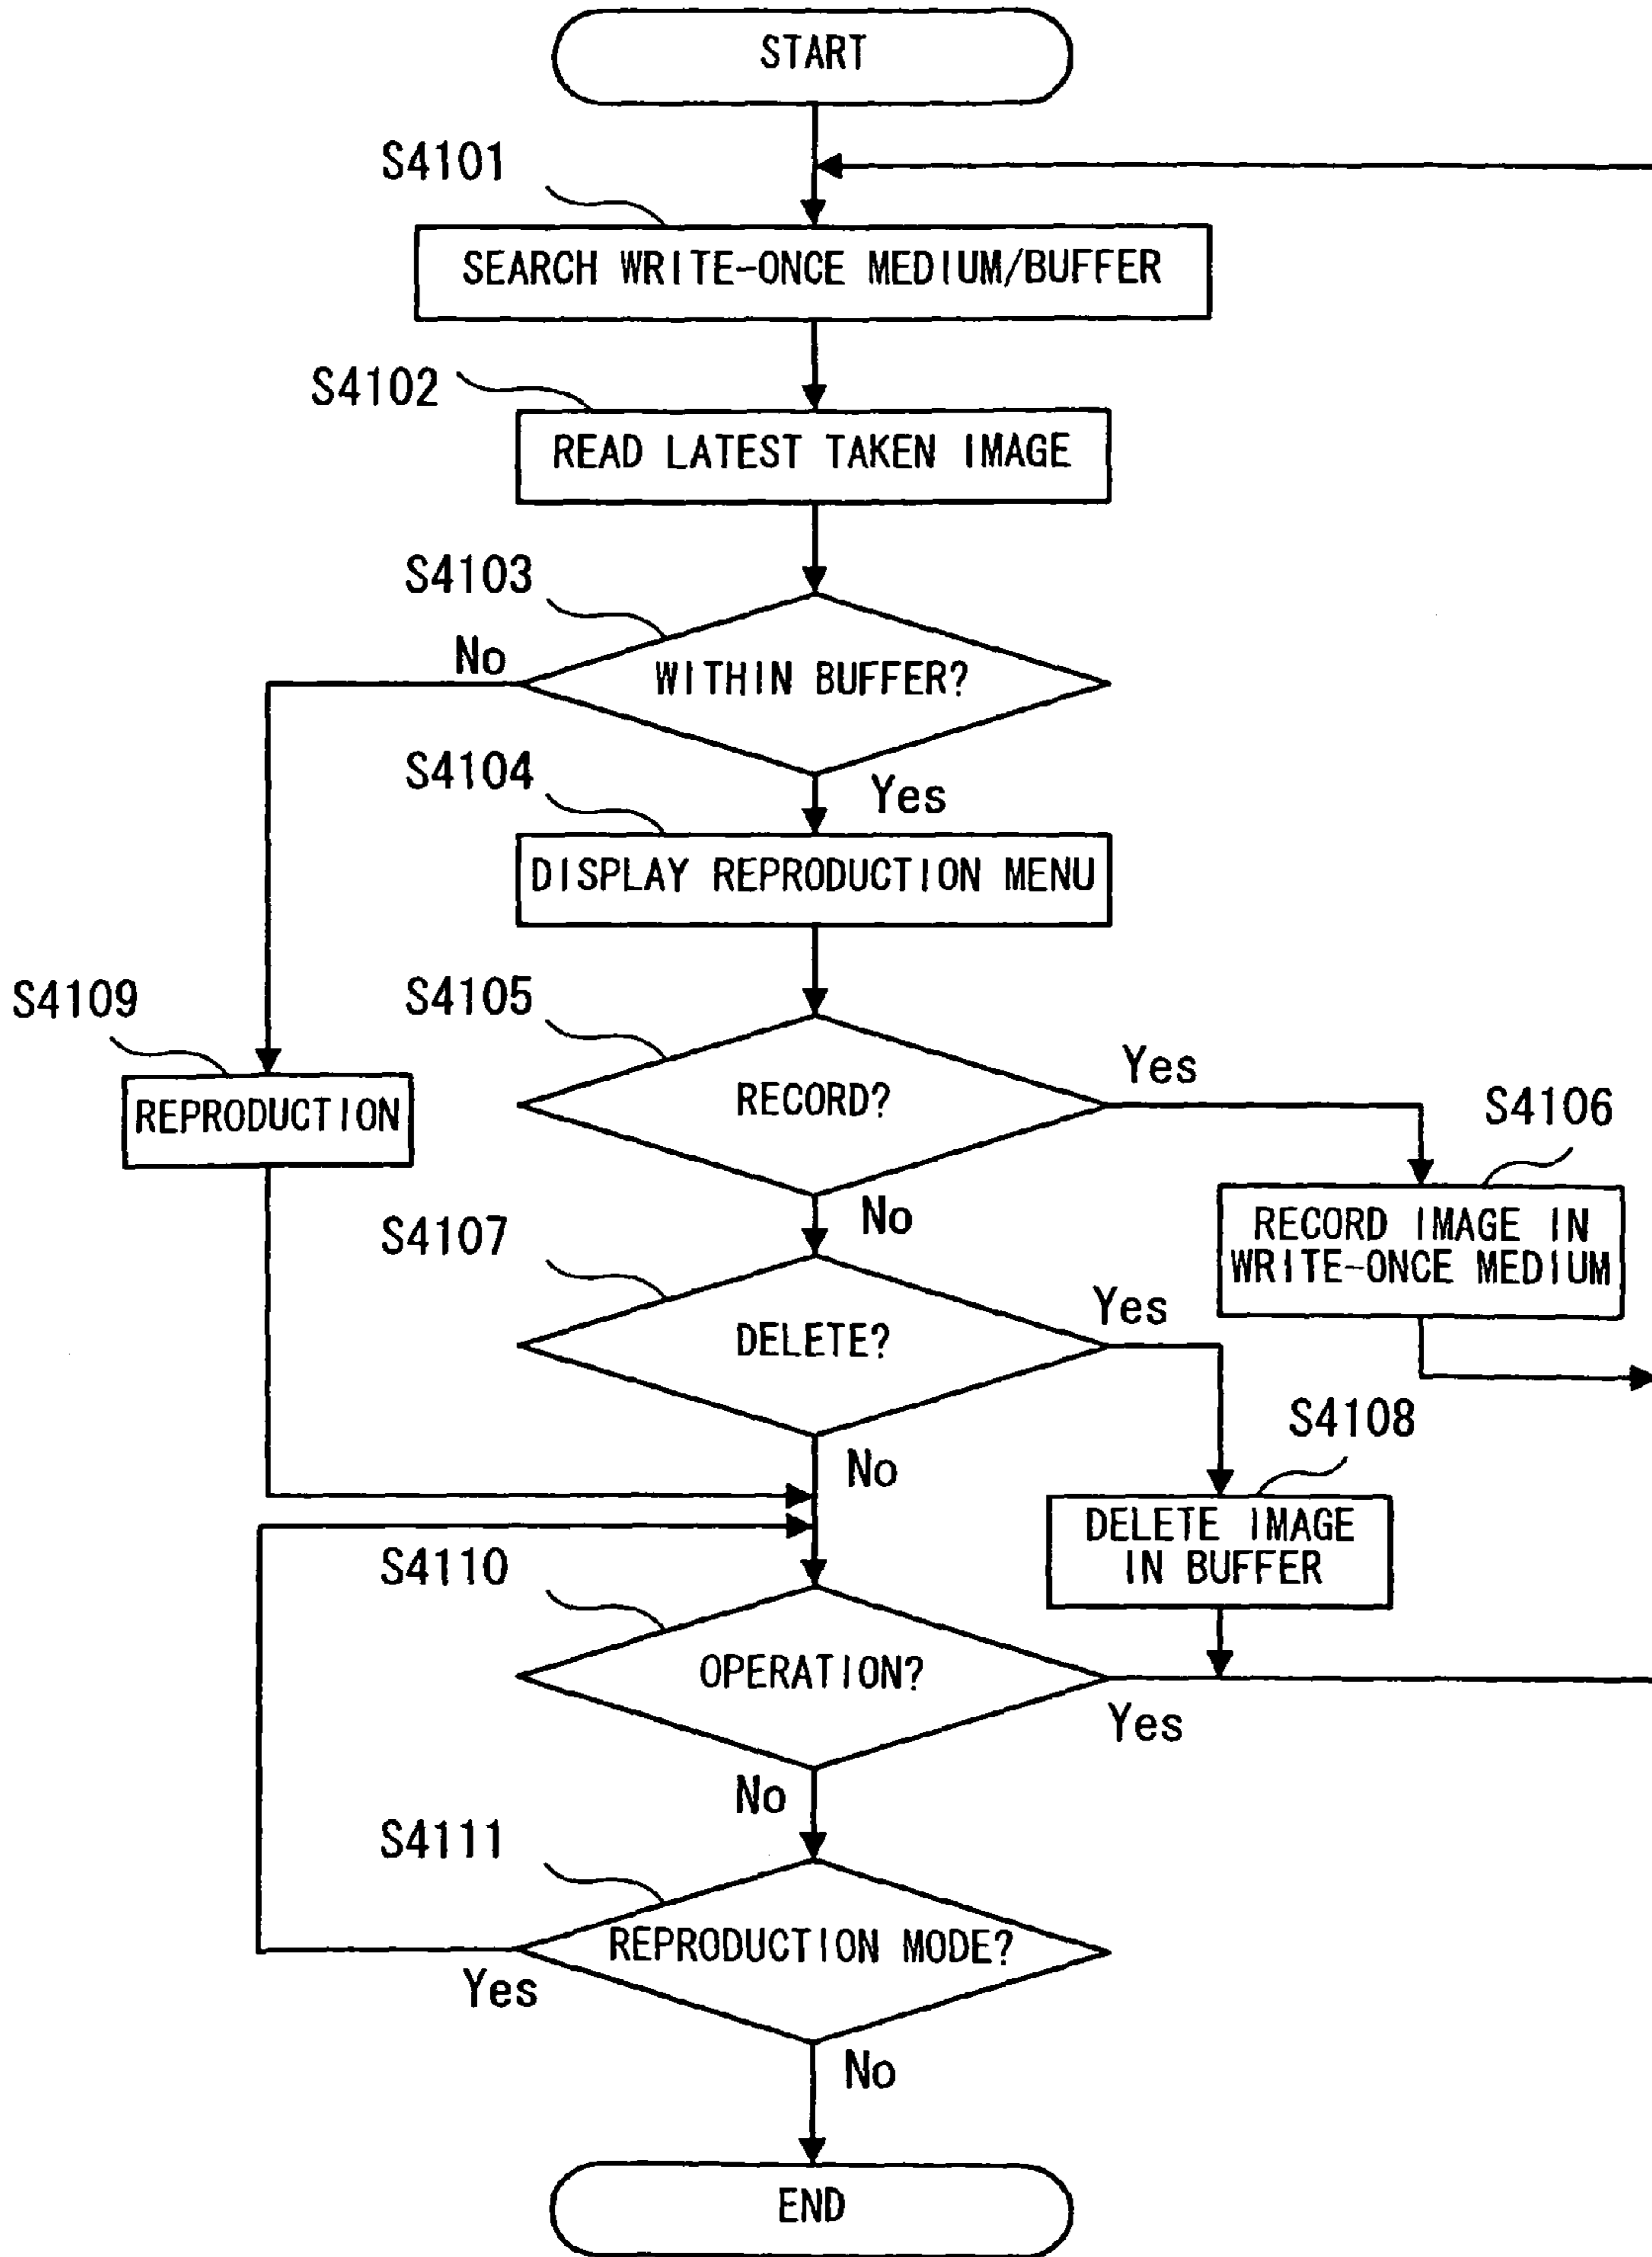 START
S4101
SEARCH WRITE-ONCE MEDIUM/BUFFER
S4102
READ LATEST TAKEN IMAGE
S4103
No
WITHIN BUFFER?
S4104
Yes
DISPLAY REPRODUCTION MENU
S4109
S4105
Yes
REPRODUCTION
RECORD?
S4106
No
RECORD IMAGE IN
WRITE-ONCE MEDIUM
S4107
Yes
DELETE?
S4108
No
DELETE IMAGE
IN BUFFER
S4110
OPERATION?
Yes
No
S4111
REPRODUCTION MODE?
Yes
No
END